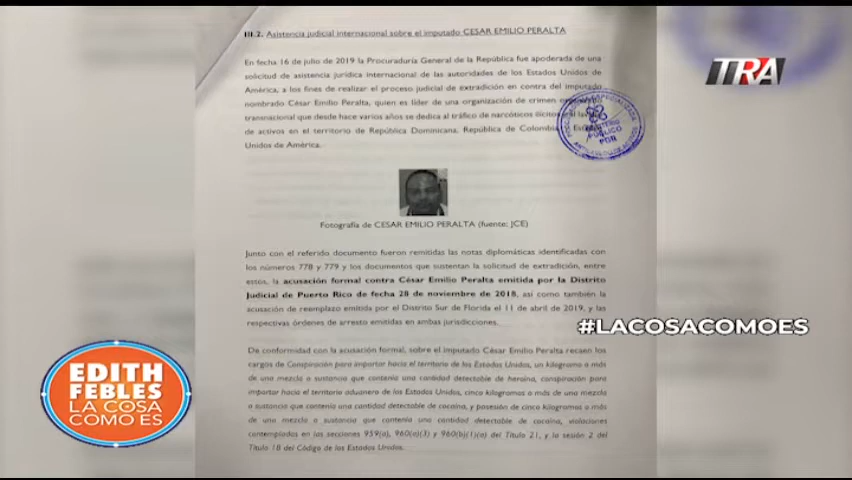 III.2. Asistencia judicial internacional sobre el imputado CESAR EMILIO PERALTA
En fecha 16 de julio de 2019 la Procuraduría General de la República fue apoderada de una
solicitud de asistencia jurídica internacional de las autoridades de los Estados Unidos de
América, a los fines de realizar el proceso judicial de extradición en contra del imputado
nombrado César Emilio Peralta, quien es líder de una organización de crimen
transnacional que desde hace varios años se dedica al tráfico de narcóticos ilícitos
de activos en el territorio de República Dominicana, República de Colombia
Unidos de América.
MINISTERIO
PÚBLICO
PGR
Fotografía de CESAR EMILIO PERALTA (fuente: JCE)
Junto con el referido documento fueron remitidas las notas diplomáticas identificadas con
los números 778 y 779 y los documentos que sustentan la solicitud de extradición, entre
estos, la acusación formal contra César Emilio Peralta emitida por la Distrito
Judicial de Puerto Rico de fecha 28 de noviembre de 2018, así como también la
acusación de reemplazo emitida por el Distrito Sur de Florida el 11 de abril de 2019, y las
respectivas órdenes de arresto emitidas en ambas jurisdicciones.
De conformidad con la acusación formal, sobre el imputado César Emilio Peralta recaen los
cargos de Conspiración para importar hacia el territorio de los Estados Unidos, un kilogramo o más
de una mezcla o sustancia que contenía una cantidad detectable de heroína, conspiración para
importar hacia el territorio aduanero de los Estados Unidos, cinco kilogramos o más de una mezcla
o sustancia que contenía una cantidad detectable de cocaína, y posesión de cinco kilogramos o más
de una mezcla o sustancia que contenía una cantidad detectable de cocaína, violaciones
contempladas en las secciones 959(a), 960(a)(3) y 960(b)(1)(a) del Título 21, y la sesión 2 del
Título 18 del Código de los Estados Unidos.
TRA
#LACOSACOMOES
EDITH
FEBLES
LA COSA
COMO ES